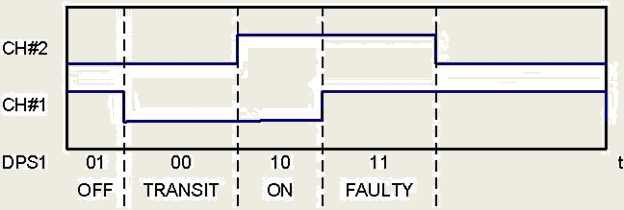 CH#2
CH#1
DPS1 01 00 10 11 t
OFF TRANSIT ON FAULTY